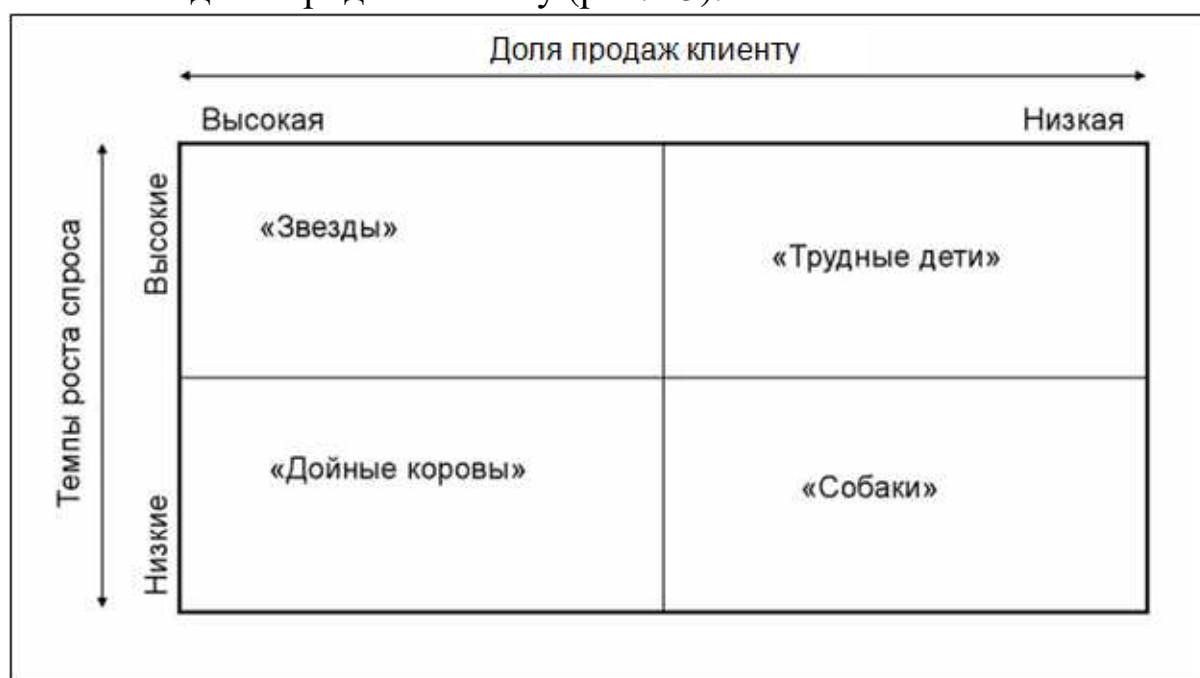 Доля продаж клиенту
Высокая
Низкая
Темпы роста спроса
Высокие
«Звезды»
«Трудные дети»
Низкие
«Дойные коровы»
«Собаки»